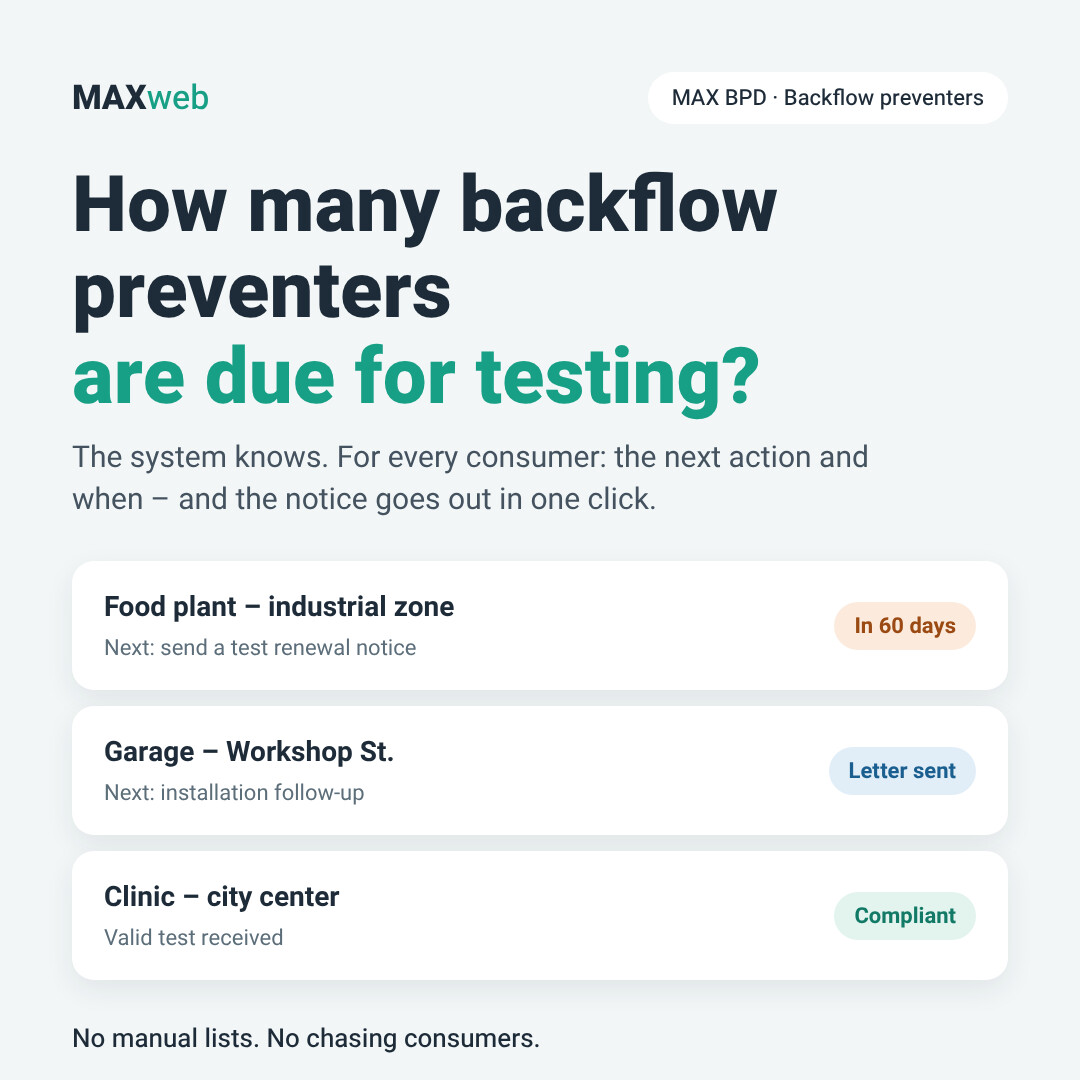 MAXweb
MAX BPD · Backflow preventers
How many backflow
preventers
are due for testing?
The system knows. For every consumer: the next action and
when – and the notice goes out in one click.
Food plant – industrial zone
Next: send a test renewal notice
In 60 days
Garage – Workshop St.
Next: installation follow-up
Letter sent
Clinic – city center
Valid test received
Compliant
No manual lists. No chasing consumers.